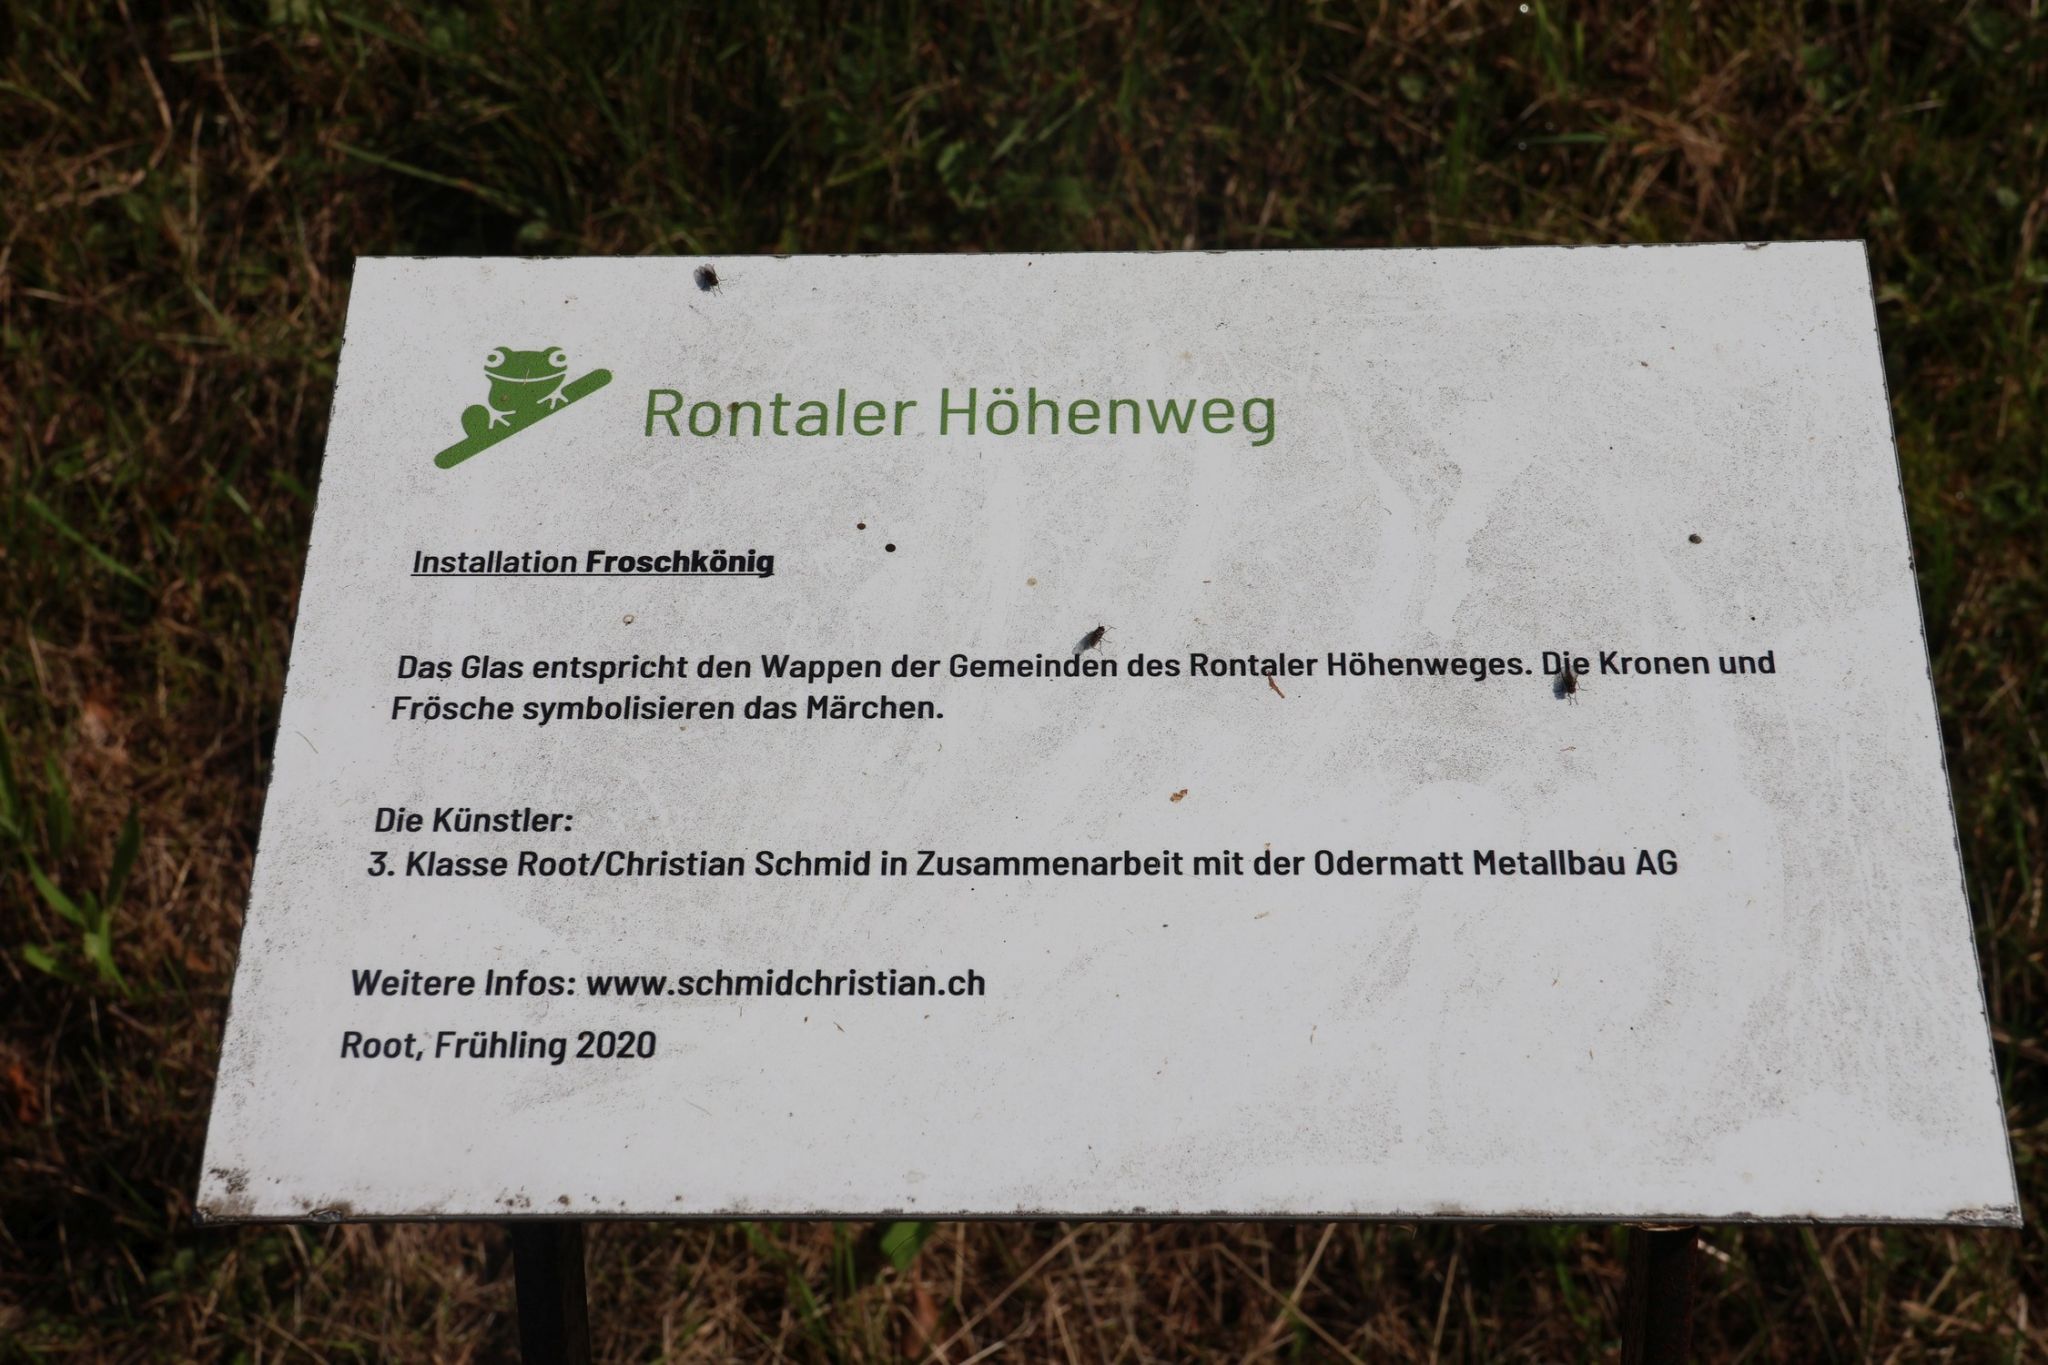 Rontaler Höhenweg
Installation Froschkönig
Das Glas entspricht den Wappen der Gemeinden des Rontaler Höhenweges. Die Kronen und
Frösche symbolisieren das Märchen.
Die Künstler:
3. Klasse Root/Christian Schmid in Zusammenarbeit mit der Odermatt Metallbau AG
Weitere Infos: www.schmidchristian.ch
Root, Frühling 2020